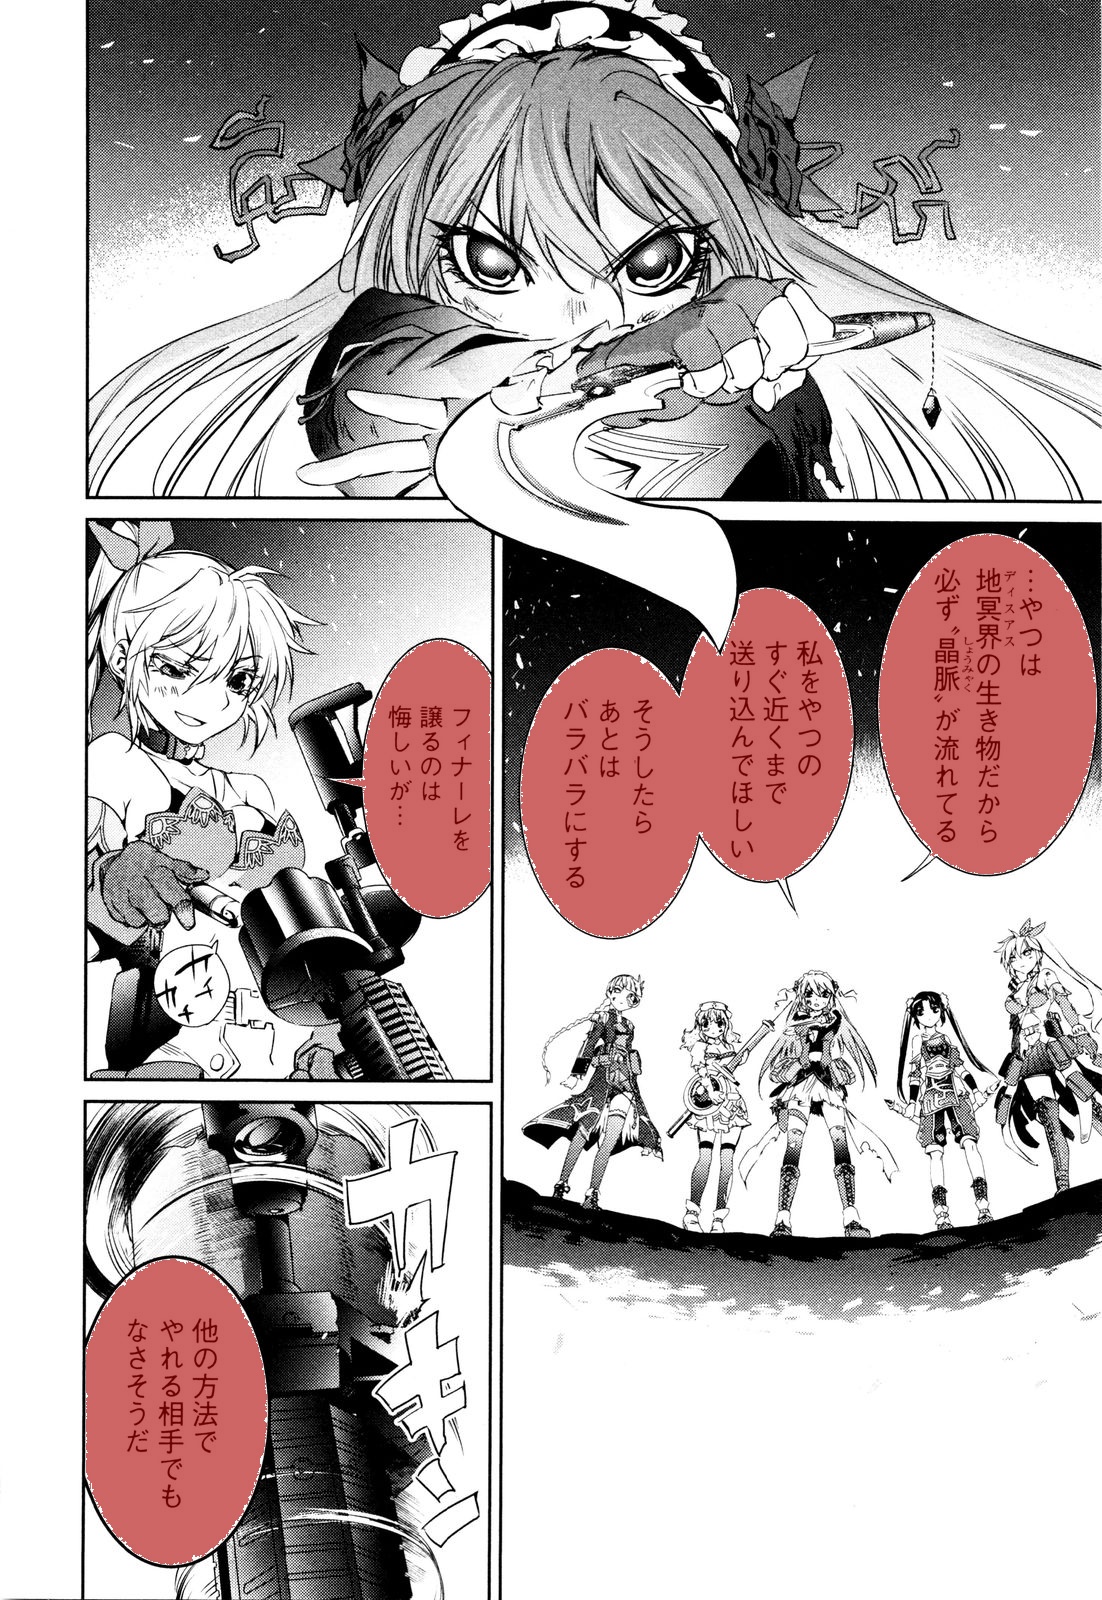 …やつは
地冥界の生き物だから
ディスアス
必ず〝晶脈〟が流れてる
しょうみゃく
私をやつの
すぐ近くまで
送り込んでほしい
そうしたら
あとは
バラバラにする
フィナーレを
譲るのは
悔しいが…
ガキン
他の方法で
やれる相手でも
なさそうだ